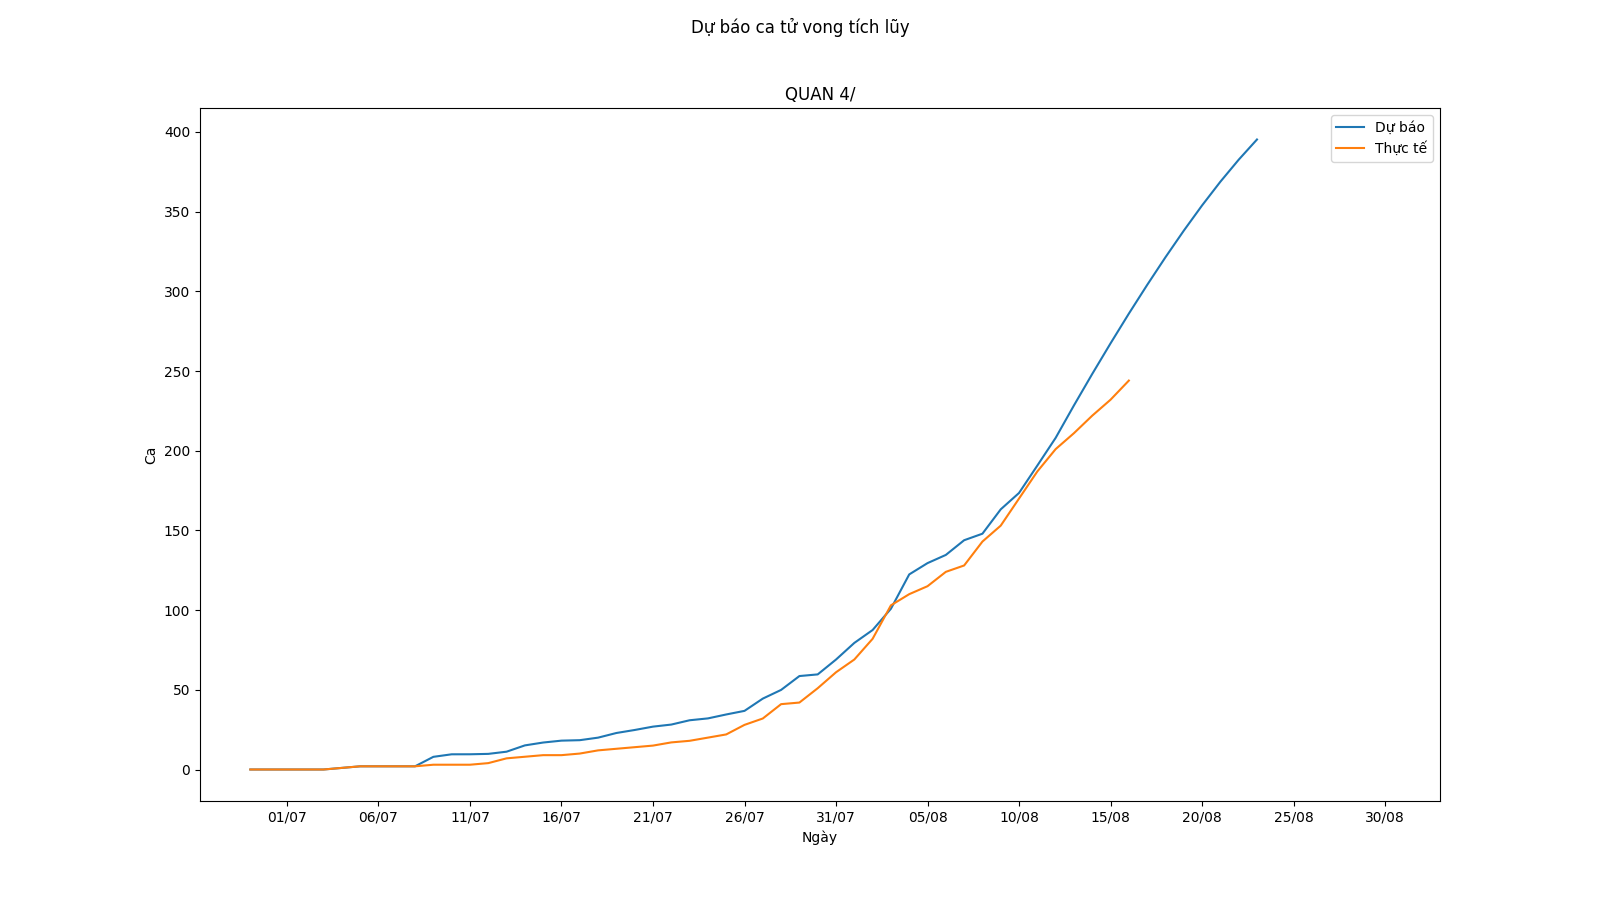 Dự báo ca tử vong tích lũy
QUAN 4/
Dự báo
Thực tế
400
350
300
250
200
150
100
50
0
Ca
01/07 06/07 11/07 16/07 21/07 26/07 31/07 05/08 10/08 15/08 20/08 25/08 30/08
Ngày